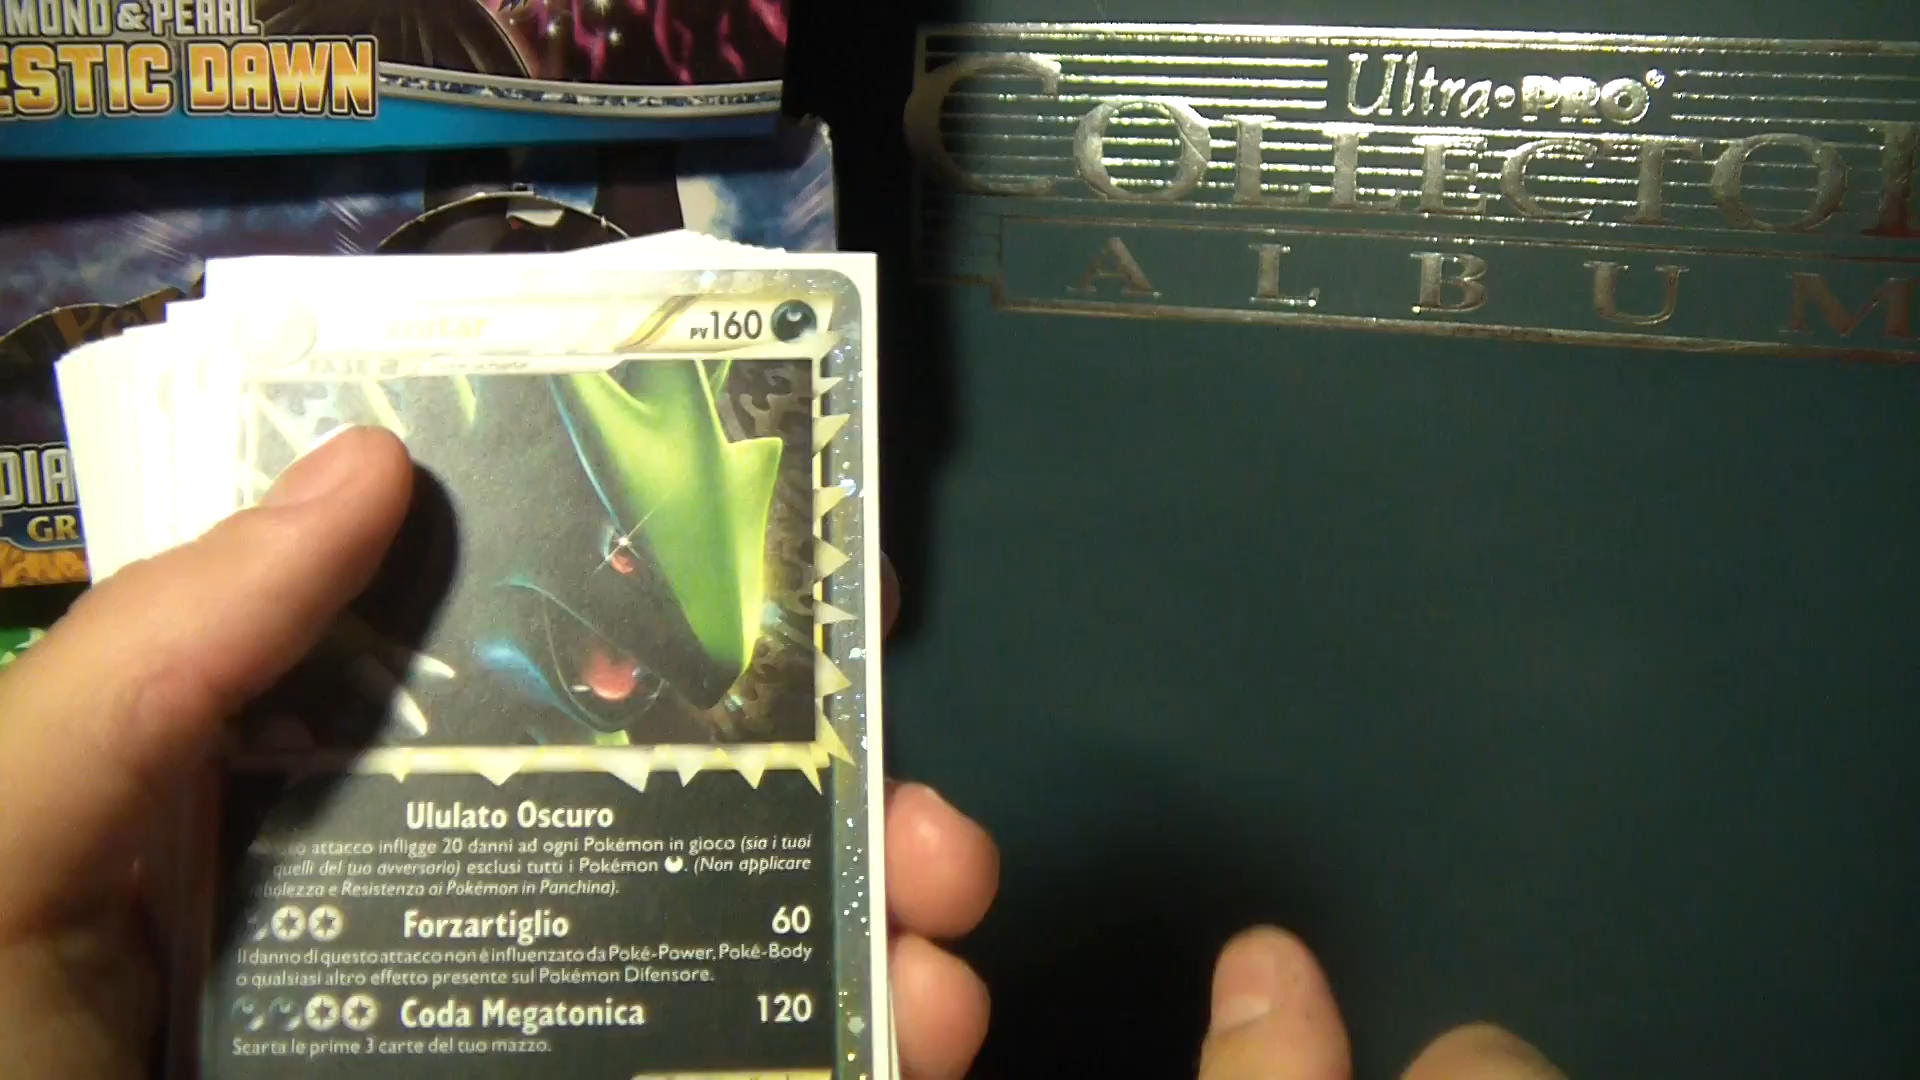 MOND & PEARL
ESTIC DAWN
Ultra•PRO®
COLLECTO
ALBUM
DIA
GR
PV160
Ululato Oscuro
attacco infligge 20 danni ad ogni Pokémon in gioco (sia i tuoi
quelli del tuo avversario) esclusi tutti i Pokémon . (Non applicare
bolezza e Resistenza ai Pokémon in Panchina).
Forzartiglio 60
Il danno di questo attacco non è influenzato da Poké-Power, Poké-Body
o qualsiasi altro effetto presente sul Pokémon Difensore.
Coda Megatonica 120
Scarta le prime 3 carte del tuo mazzo.